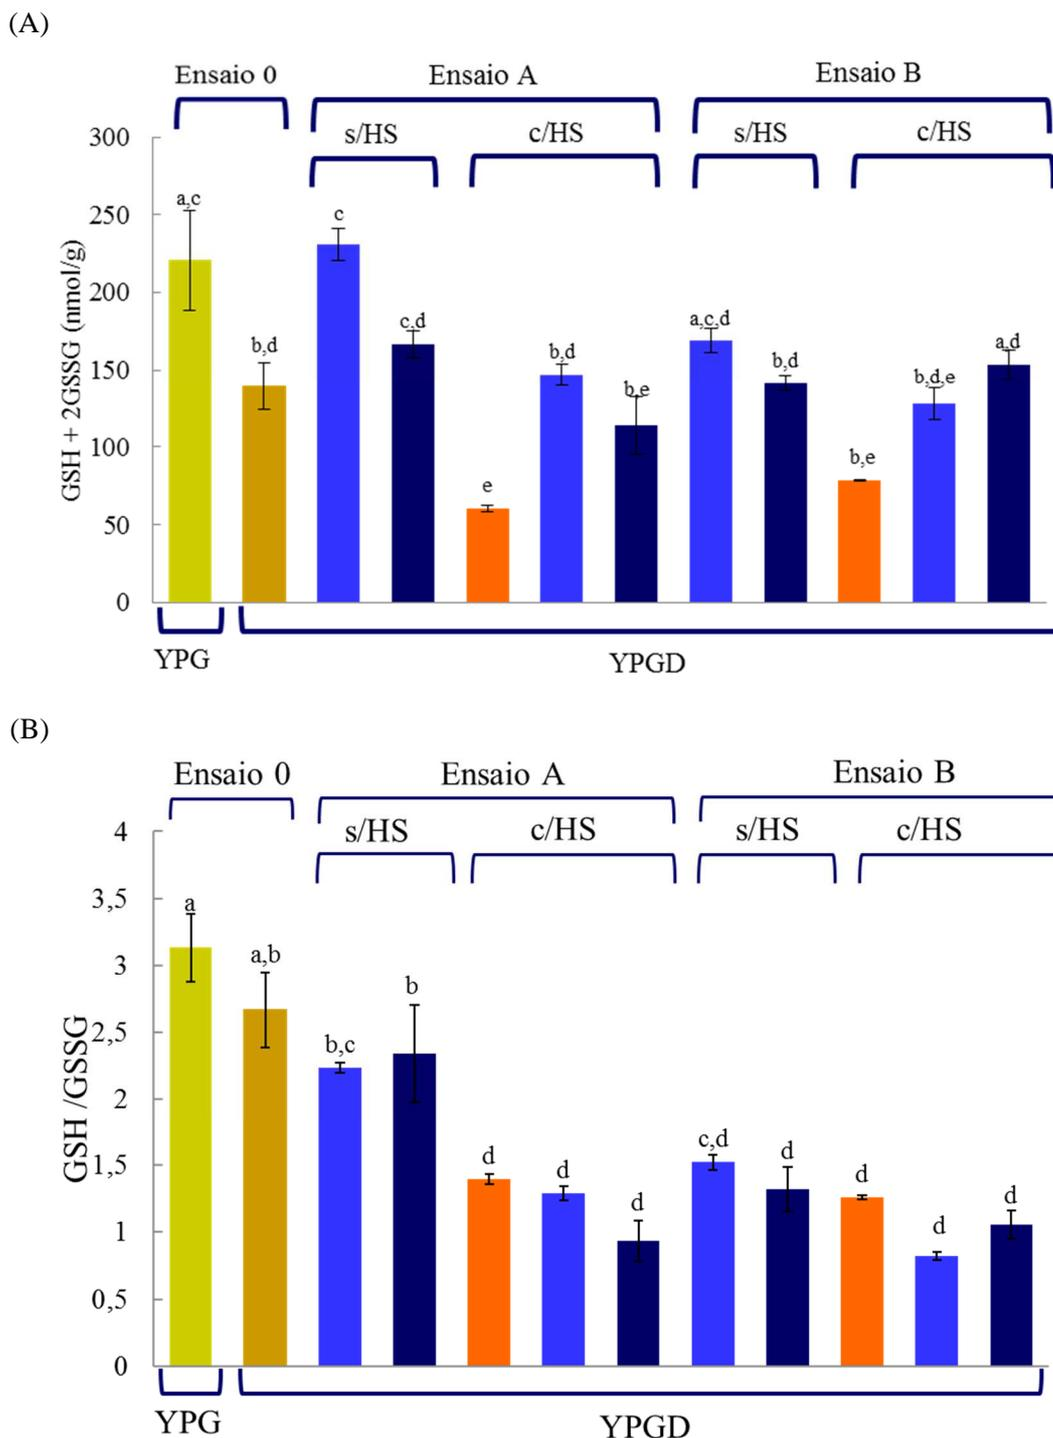 (A)
Ensaio 0 Ensaio A Ensaio B
s/HS c/HS s/HS c/HS
300
250
200
150
100
50
0
GSH + 2GSSG (nmol/g)
a,c b,d c c,d e b,d b,e a,c,d b,d b,e b,d,e a,d
YPG YPGD
(B)
Ensaio 0 Ensaio A Ensaio B
s/HS c/HS s/HS c/HS
4
3,5
3
2,5
2
1,5
1
0,5
0
GSH /GSSG
a a,b b,c b d d d c,d d d d d
YPG YPGD